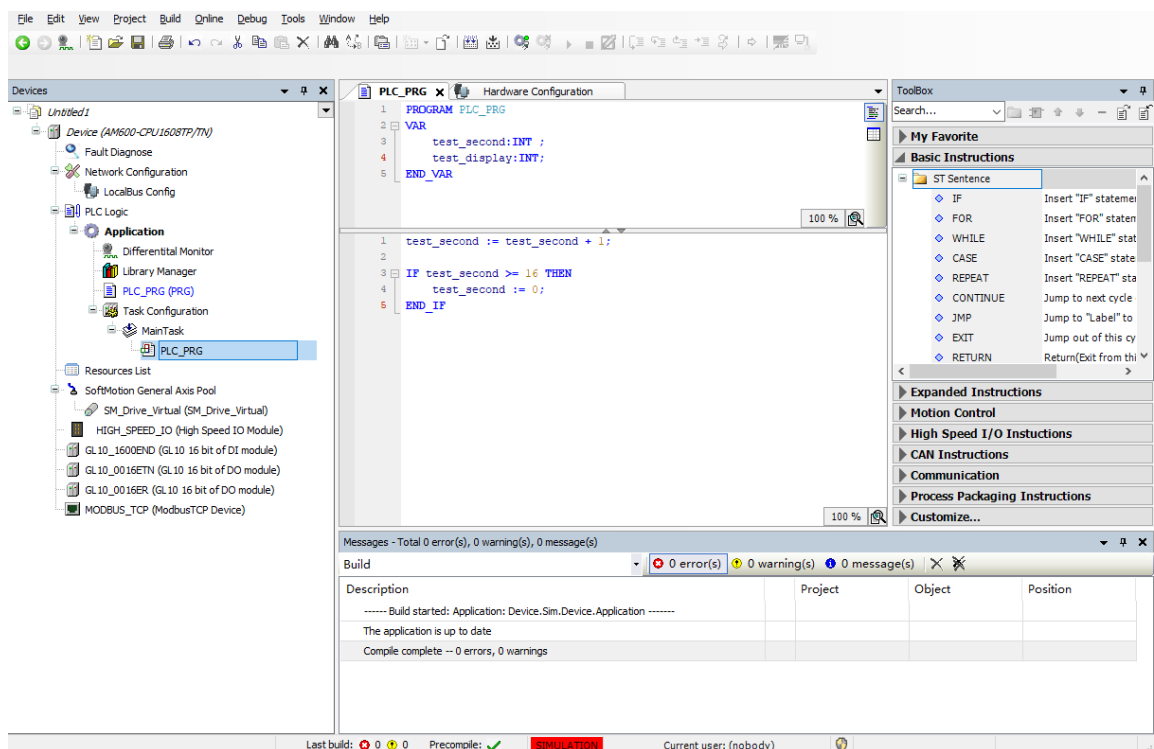 File Edit View Project Build Online Debug Tools Window Help
Devices
Untitled1
Device (AM600-CPU1608TP/TN)
Fault Diagnose
Network Configuration
LocalBus Config
PLC Logic
Application
Differentital Monitor
Library Manager
PLC_PRG (PRG)
Task Configuration
MainTask
PLC_PRG
Resources List
SoftMotion General Axis Pool
SM_Drive_Virtual (SM_Drive_Virtual)
HIGH_SPEED_IO (High Speed IO Module)
GL10_1600END (GL10 16 bit of DI module)
GL10_0016ETN (GL10 16 bit of DO module)
GL10_0016ER (GL10 16 bit of DO module)
MODBUS_TCP (ModbusTCP Device)
PLC_PRG Hardware Configuration
1 PROGRAM PLC_PRG
2 VAR
3 test_second:INT ;
4 test_display:INT;
5 END_VAR
100 %
1 test_second := test_second + 1;
2
3 IF test_second >= 16 THEN
4 test_second := 0;
5 END_IF
100 %
ToolBox
Search...
My Favorite
Basic Instructions
ST Sentence
IF Insert "IF" statemer
FOR Insert "FOR" statem
WHILE Insert "WHILE" stat
CASE Insert "CASE" state
REPEAT Insert "REPEAT" sta
CONTINUE Jump to next cycle
JMP Jump to "Label" to
EXIT Jump out of this cy
RETURN Return(Exit from thi
Expanded Instructions
Motion Control
High Speed I/O Instuctions
CAN Instructions
Communication
Process Packaging Instructions
Customize...
Messages - Total 0 error(s), 0 warning(s), 0 message(s)
Build 0 error(s) 0 warning(s) 0 message(s)
Description Project Object Position
------ Build started: Application: Device.Sim.Device.Application -------
The application is up to date
Compile complete -- 0 errors, 0 warnings
Last build: 0 0 Precompile: SIMULATION Current user: (nobody)